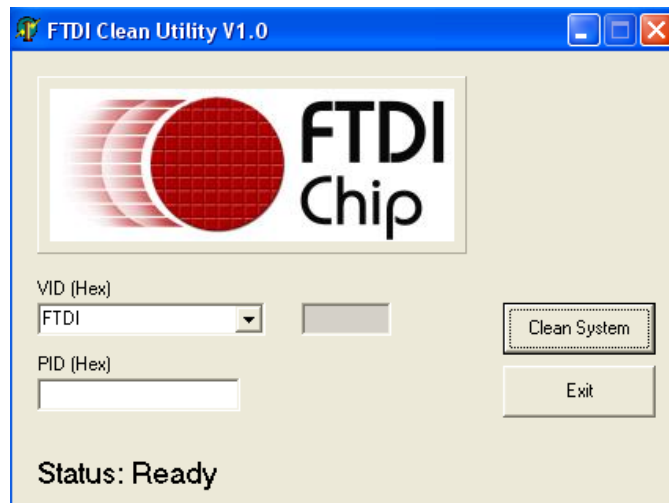 FTDI Clean Utility V1.0
FTDI
Chip
VID (Hex)
FTDI
Clean System
PID (Hex)
Exit
Status: Ready